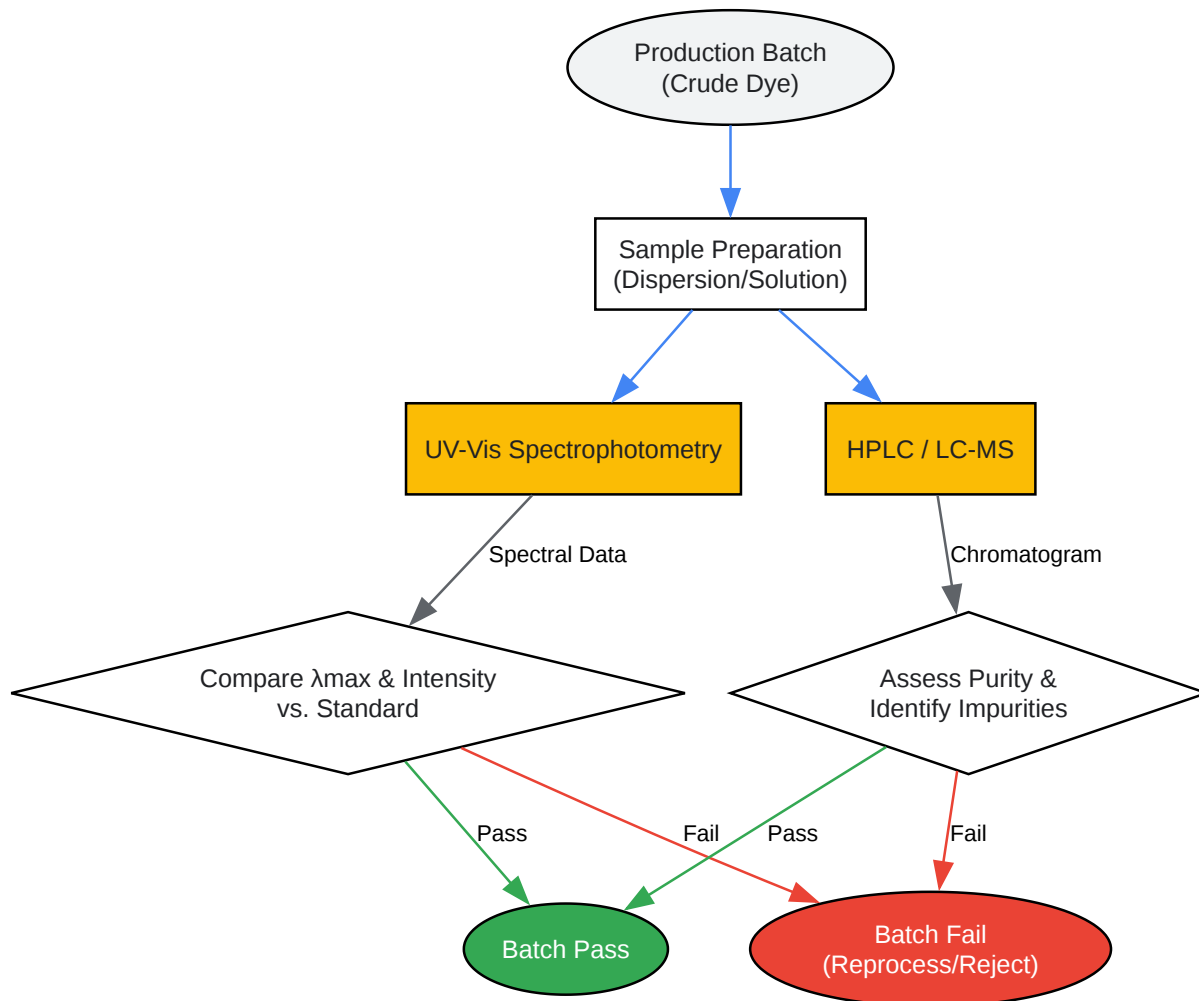 Production Batch
(Crude Dye)
Sample Preparation
(Dispersion/Solution)
UV-Vis Spectrophotometry
HPLC / LC-MS
Spectral Data
Chromatogram
Compare λmax & Intensity
vs. Standard
Assess Purity &
Identify Impurities
Pass
Fail
Pass
Fail
Batch Pass
Batch Fail
(Reprocess/Reject)